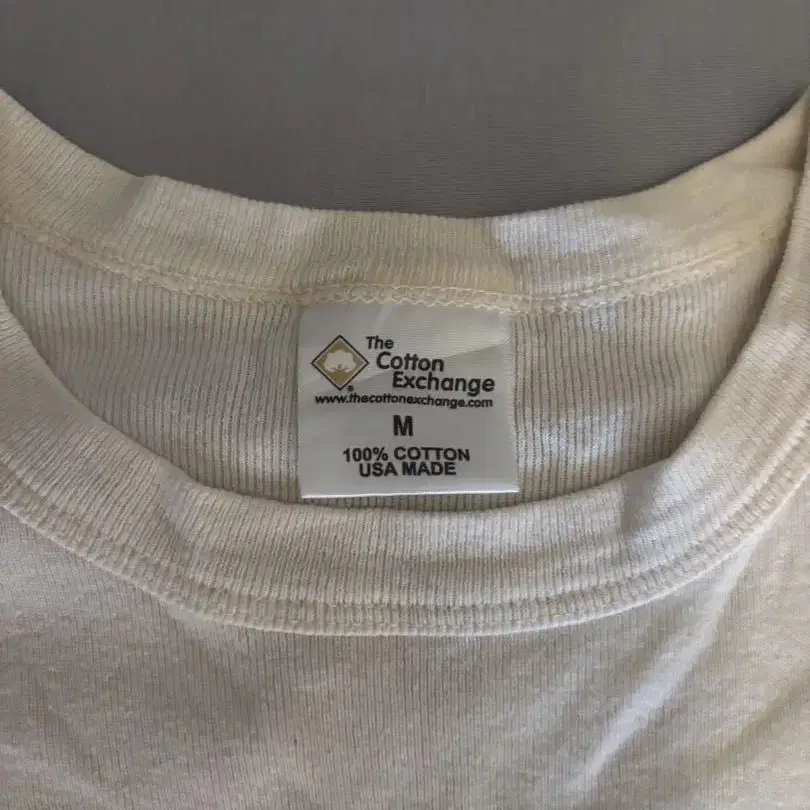 The
Cotton
Exchange
®
www.thecottonexchange.com
M
100% COTTON
USA MADE